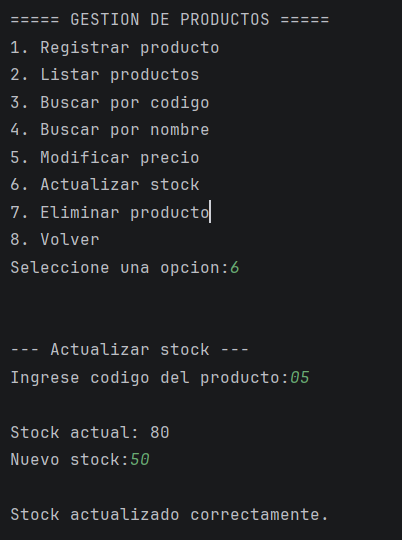 ===== GESTION DE PRODUCTOS =====
1. Registrar producto
2. Listar productos
3. Buscar por codigo
4. Buscar por nombre
5. Modificar precio
6. Actualizar stock
7. Eliminar producto
8. Volver
Seleccione una opcion:6
--- Actualizar stock ---
Ingrese codigo del producto:05
Stock actual: 80
Nuevo stock:50
Stock actualizado correctamente.